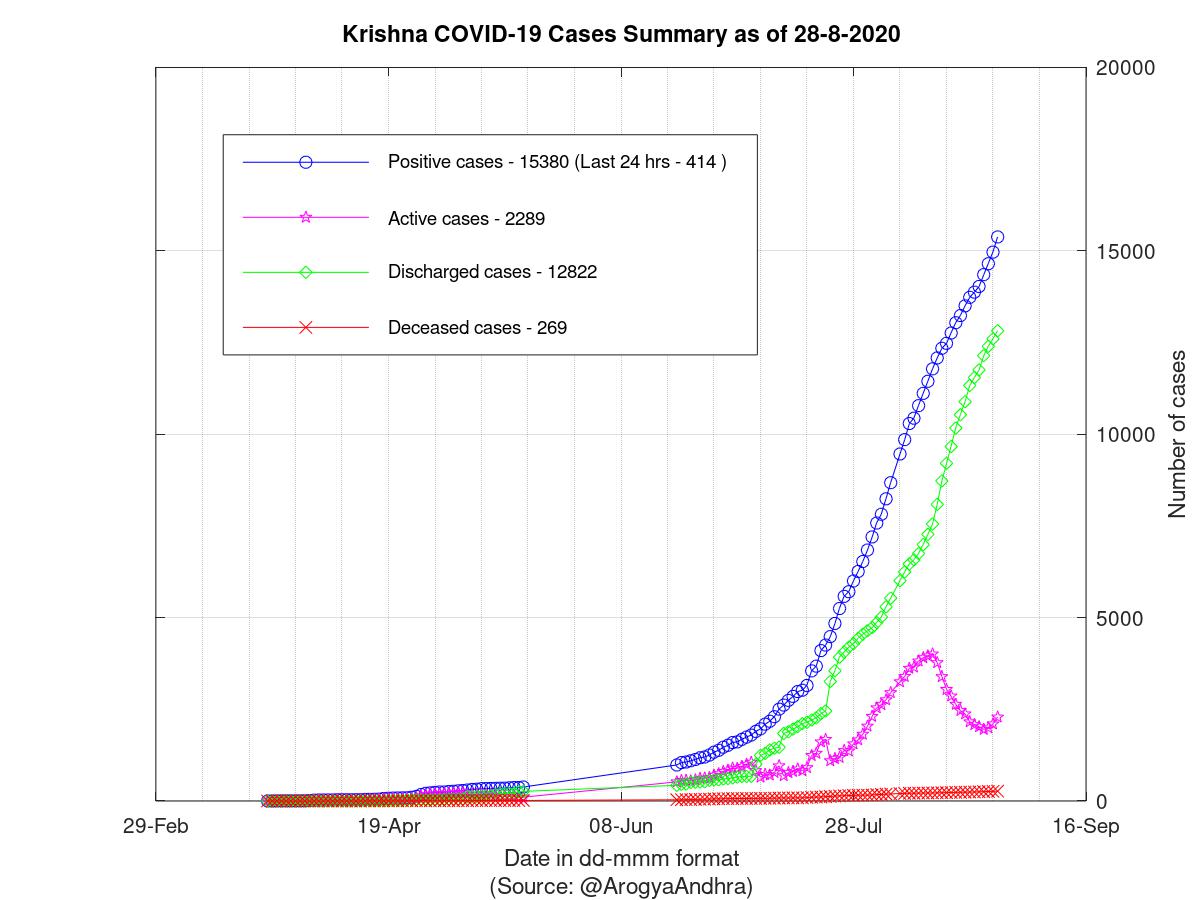 Krishna COVID-19 Cases Summary as of 28-8-2020
20000
Positive cases - 15380 (Last 24 hrs - 414 )
Active cases - 2289
15000
Discharged cases - 12822
Deceased cases - 269
Number of cases
10000
5000
0
29-Feb 19-Apr 08-Jun 28-Jul 16-Sep
Date in dd-mmm format
(Source: @ArogyaAndhra)